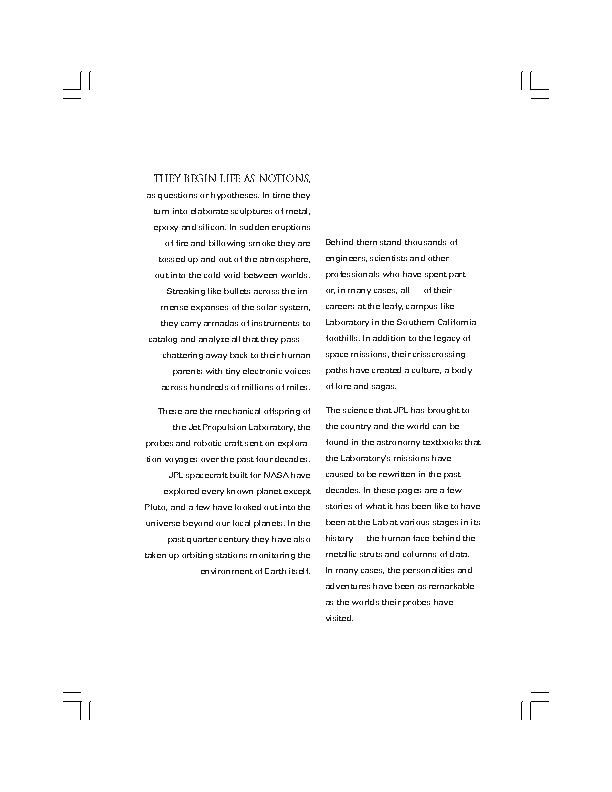 THEY BEGIN LIFE AS NOTIONS,
as questions or hypotheses. In time they
turn into elaborate sculptures of metal,
epoxy and silicon. In sudden eruptions
of fire and billowing smoke they are
tossed up and out of the atmosphere,
out into the cold void between worlds.
Streaking like bullets across the im-
mense expanses of the solar system,
they carry armadas of instruments to
catalog and analyze all that they pass —
chattering away back to their human
parents with tiny electronic voices
across hundreds of millions of miles.
These are the mechanical offspring of
the Jet Propulsion Laboratory, the
probes and robotic craft sent on explora-
tion voyages over the past four decades.
JPL spacecraft built for NASA have
explored every known planet except
Pluto, and a few have looked out into the
universe beyond our local planets. In the
past quarter century they have also
taken up orbiting stations monitoring the
environment of Earth itself.
Behind them stand thousands of
engineers, scientists and other
professionals who have spent part
or, in many cases, all — of their
careers at the leafy, campus-like
Laboratory in the Southern California
foothills. In addition to the legacy of
space missions, their crisscrossing
paths have created a culture, a body
of lore and sagas.
The science that JPL has brought to
the country and the world can be
found in the astronomy textbooks that
the Laboratory's missions have
caused to be rewritten in the past
decades. In these pages are a few
stories of what it has been like to have
been at the Lab at various stages in its
history — the human face behind the
metallic struts and columns of data.
In many cases, the personalities and
adventures have been as remarkable
as the worlds their probes have
visited.